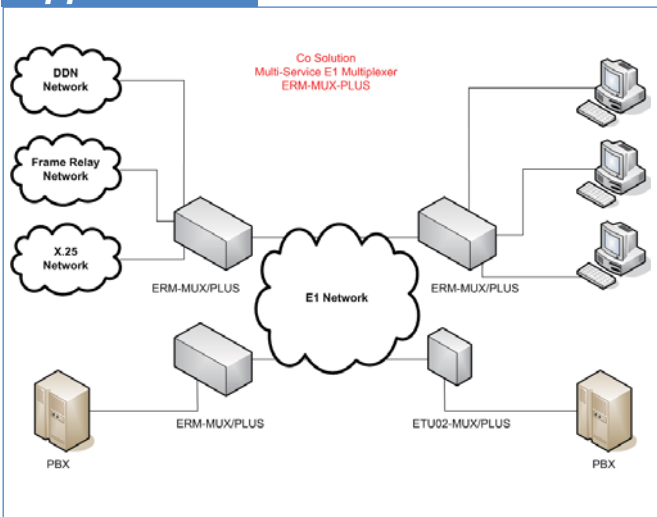 Co Solution
Multi-Service E1 Multiplexer
ERM-MUX-PLUS
DDN
Network
Frame Relay
Network
X.25
Network
ERM-MUX/PLUS
E1 Network
ERM-MUX/PLUS
ERM-MUX/PLUS
ETU02-MUX/PLUS
PBX
PBX